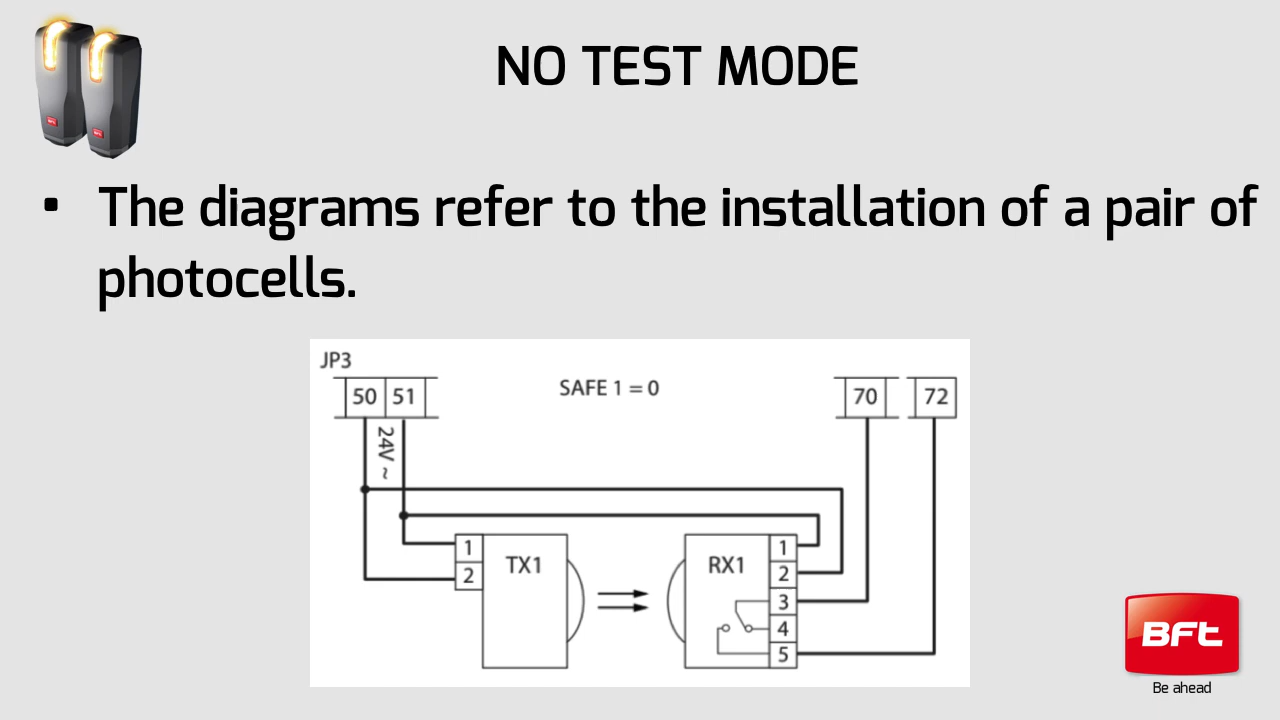 NO TEST MODE
• The diagrams refer to the installation of a pair of
photocells.
JP3
50 51
SAFE 1 = 0
70 72
24V ~
1
2
TX1
RX1
1
2
3
4
5
BFT
Be ahead